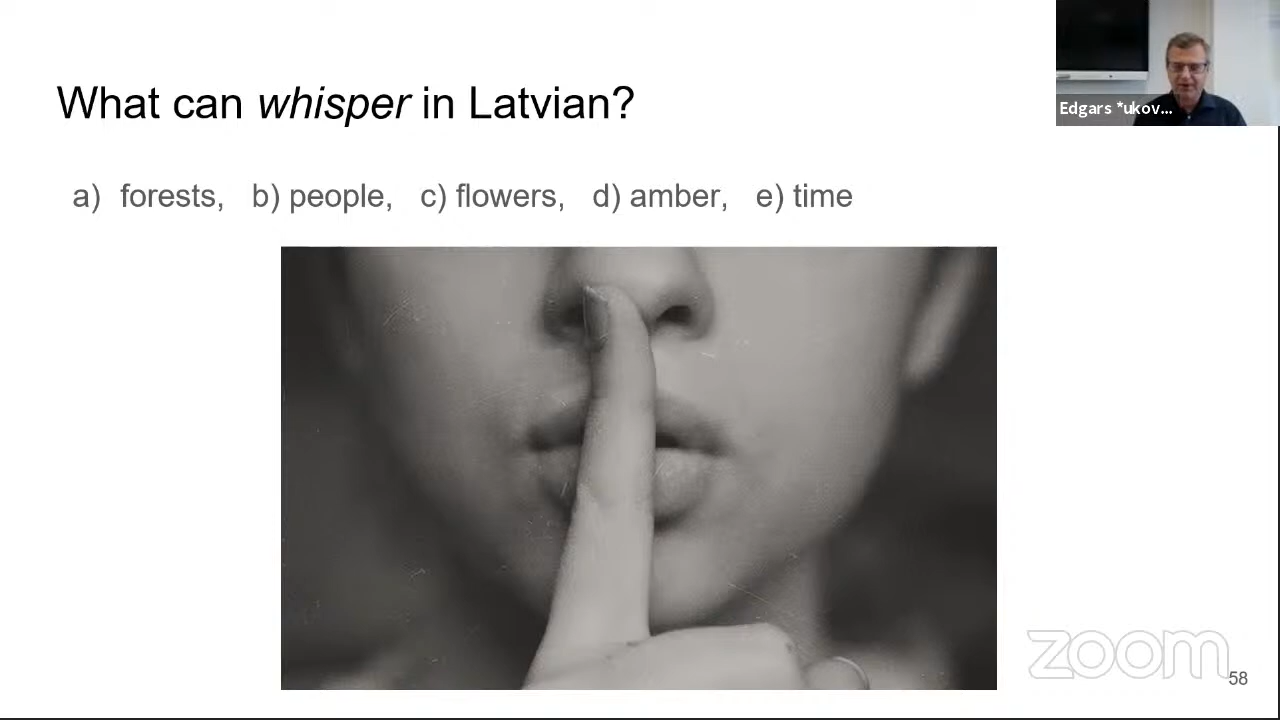 What can whisper in Latvian?
a) forests, b) people, c) flowers, d) amber, e) time
Edgars *ukov...
zoom
58